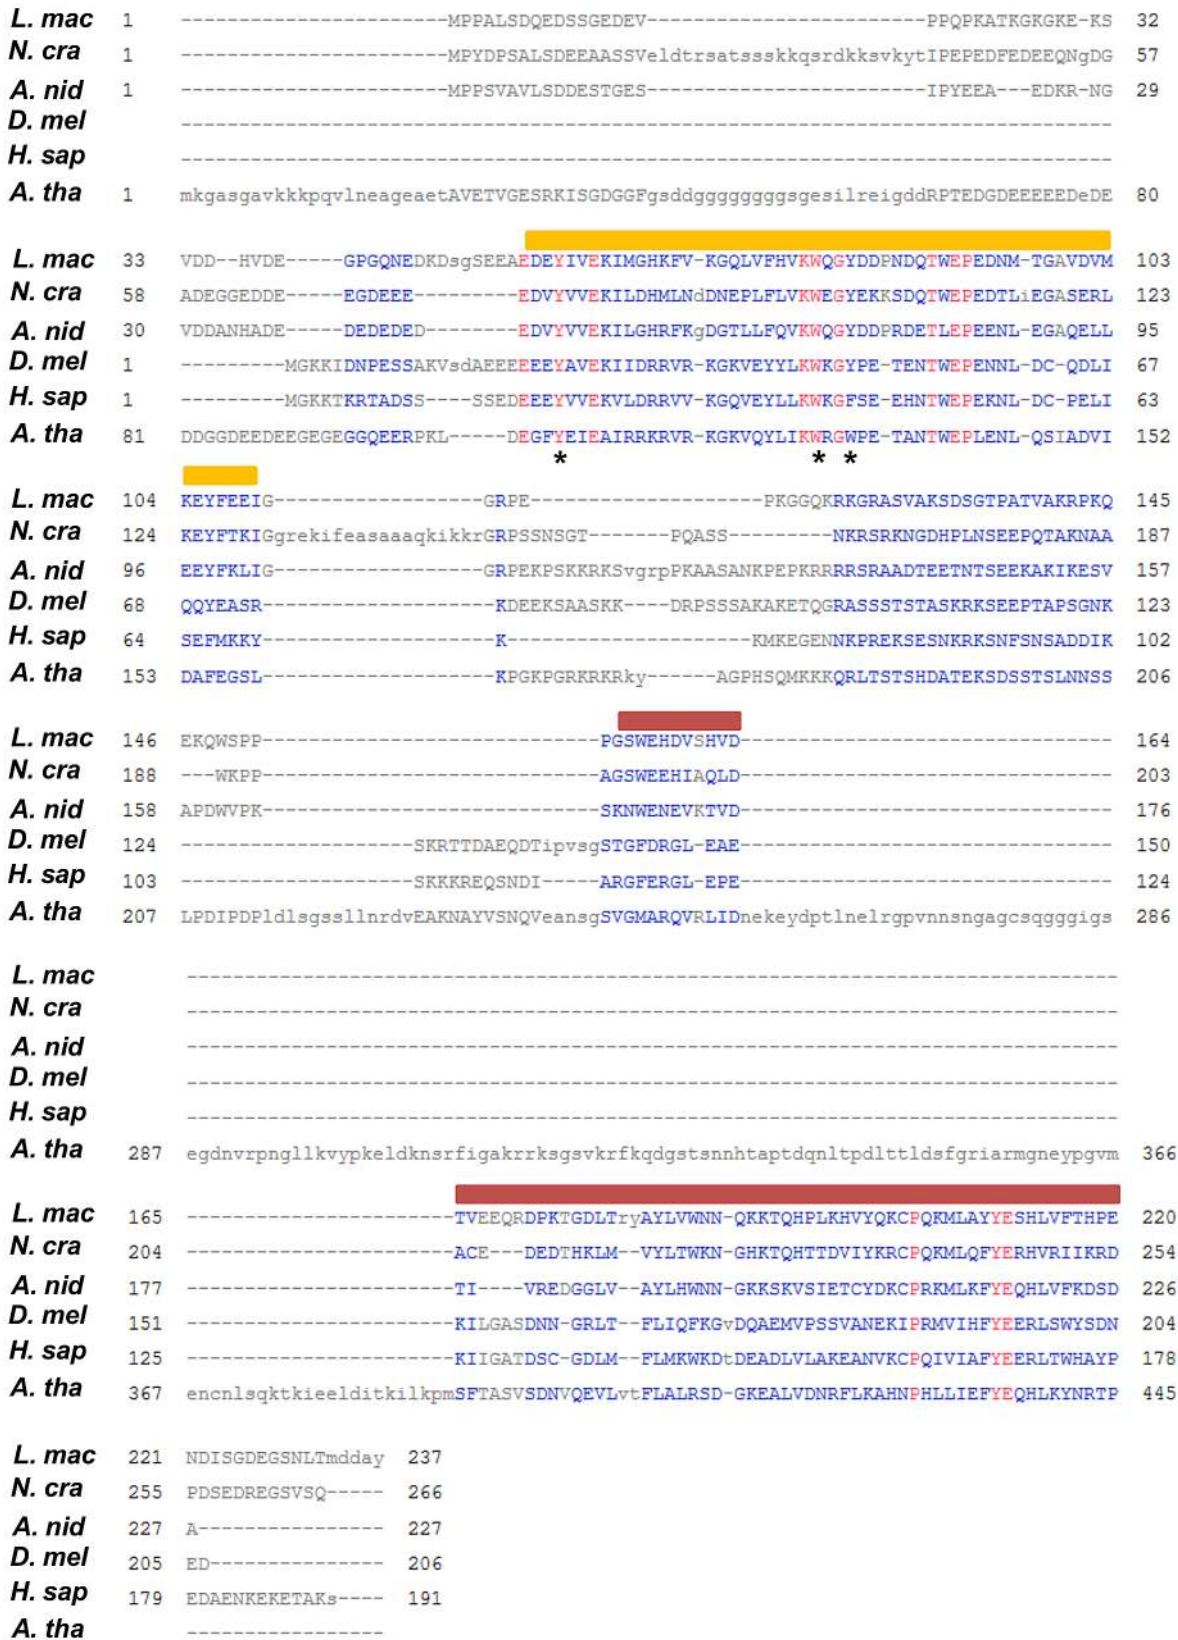 L. mac 1 -----------------------MPPALSDQEDSSGEDEV------------------------PPQPKATKGKGKE-KS 32
N. cra 1 -----------------------MPYDPSALSDEEAASSVeldtrsatssskkqsrdkksvkytIPEPEDFEDEEQNgDG 57
A. nid 1 -----------------------MPPSVAVLSDDESTGES------------------------IPYEEA---EDKR-NG 29
D. mel --------------------------------------------------------------------------------
H. sap --------------------------------------------------------------------------------
A. tha 1 mkgasgavkkkpqvlneageaetAVETVGESRKISGDGGFgsddgggggggsgesilreigddRPTEDGDEEEEEDeDE 80
L. mac 33 VDD--HVDE-----GPGQNEDKDsgSEEAEDEYIVEKIMGHKFV-KGQLVFHVKWQGYDDPNDQTWEPEDNM-TGAVDVM 103
N. cra 58 ADEGGEDDE-----EGDEEE---------EDVYVVEKILDHMLNdDNEPLFLVKWEGYEKKSDQTWEPEDTLiEGASERL 123
A. nid 30 VDDANHADE-----DEDEDED--------EDVYVVEKILGHRFKgDGTLLFQVKWQGYDDPRDETLEPEENL-EGAQELL 95
D. mel 1 ---------MGKKIDNPESSAKVsdAEEEEEEYAVEKIIDRRVR-KGKVEYYLKWKGYPE-TENTWEPENNL-DC-QDLI 67
H. sap 1 ---------MGKKTKRTADSS----SSEDEEEYVVEKVLDRRVV-KGQVEYLLKWKGFSE-EHNTWEPEKNL-DC-PELI 63
A. tha 81 DDGGDEEDEEGEGEGGQEERPKL-----DEGFYEIEAIRRKRVR-KGKVQYLIKWRGWPE-TANTWEPLENL-QSIADVI 152
* * *
L. mac 104 KEYFEEIG-------------------GRPE--------------------PKGGQKRKGRASVAKSDSGTPATVAKRPKQ 145
N. cra 124 KEYFTKIGgrekifeasaaaqkikkrGRPSSNSGT-------PQASS---------NKRSRKNGDHPLNSEEPQTAKNAA 187
A. nid 96 EEYFKLIG------------------GRPEKPSKKRKSvgrpPKAASANKPEPKRRRRSRAADTEETNTSEEKAKIKESV 157
D. mel 68 QQYEASR--------------------KDEEKSAASKK----DRPSSSAKAKETQGRASSSTSTASKRKSEEPTAPSGNK 123
H. sap 64 SEFMKKY--------------------K---------------------KMKEGENNKPREKSESNKRKSNFSNSADDIK 102
A. tha 153 DAFEGSL--------------------KPGKPGRKRKRky------AGPHSQMKKKQRLTSTSHDATEKSDSSTSLNNSS 206
L. mac 146 EKQWSPP-----------------------------PGSWEHDVSHVD-------------------------------- 164
N. cra 188 ---WKPP-----------------------------AGSWEEHIAQLD-------------------------------- 203
A. nid 158 APDWVPK-----------------------------SKNWENEVKTVD-------------------------------- 176
D. mel 124 --------------------SKRTTDAEQDTipvsgSTGFDRGL-EAE-------------------------------- 150
H. sap 103 --------------------SKKKREQSNDI-----ARGFERGL-EPE-------------------------------- 124
A. tha 207 LPDIPDPldlsgssllnrdvEAKNAYVSNQVeansgSVGMARQVRLIDnekeydptlnelrgpvnnsngagcsqgggigs 286
L. mac --------------------------------------------------------------------------------
N. cra --------------------------------------------------------------------------------
A. nid --------------------------------------------------------------------------------
D. mel --------------------------------------------------------------------------------
H. sap --------------------------------------------------------------------------------
A. tha 287 egdnvrpngllkvypkeldknsrfigakrrksgsvkrfkqdgstsnnhtaptdqnltpdlttldsfgriarmgneypgvm 366
L. mac 165 -----------------------TVEEQRDPKTGDLTryAYLVWNN-QKKTQHPLKHVYQKCPQKMLAYYESHLVFTHPE 220
N. cra 204 -----------------------ACE---DEDTHKLM--VYLTWKN-GHKTQHTTDVIYKRCPQKMLQFYERHVRIIKRD 254
A. nid 177 -----------------------TI----VREDGGLV--AYLHWNN-GKKSKVSIETCYDKCPRKMLKFYEQHLVFKDSD 226
D. mel 151 -----------------------KILGASDNN-GRLT--FLIQFKGvDQAEMVPSSVANEKIPRMVIHFYEERLSWYSDN 204
H. sap 125 -----------------------KIIGATDSC-GDLM--FLMKWKDtDEADLVLAKEANVKCPQIVIAFYEERLTWHAYP 178
A. tha 367 encnlsqktkieelditkilkpmSFTASVSDNVQEVLvtFLALRSD-GKEALVDNRFLKAHNPHLLIEFYEQHLKYNRTP 445
L. mac 221 NDISGDEGSNLTmdday 237
N. cra 255 PDSEDREGSVSQ----- 266
A. nid 227 A---------------- 227
D. mel 205 ED--------------- 206
H. sap 179 EDAENKEKETAKs---- 191
A. tha -----------------